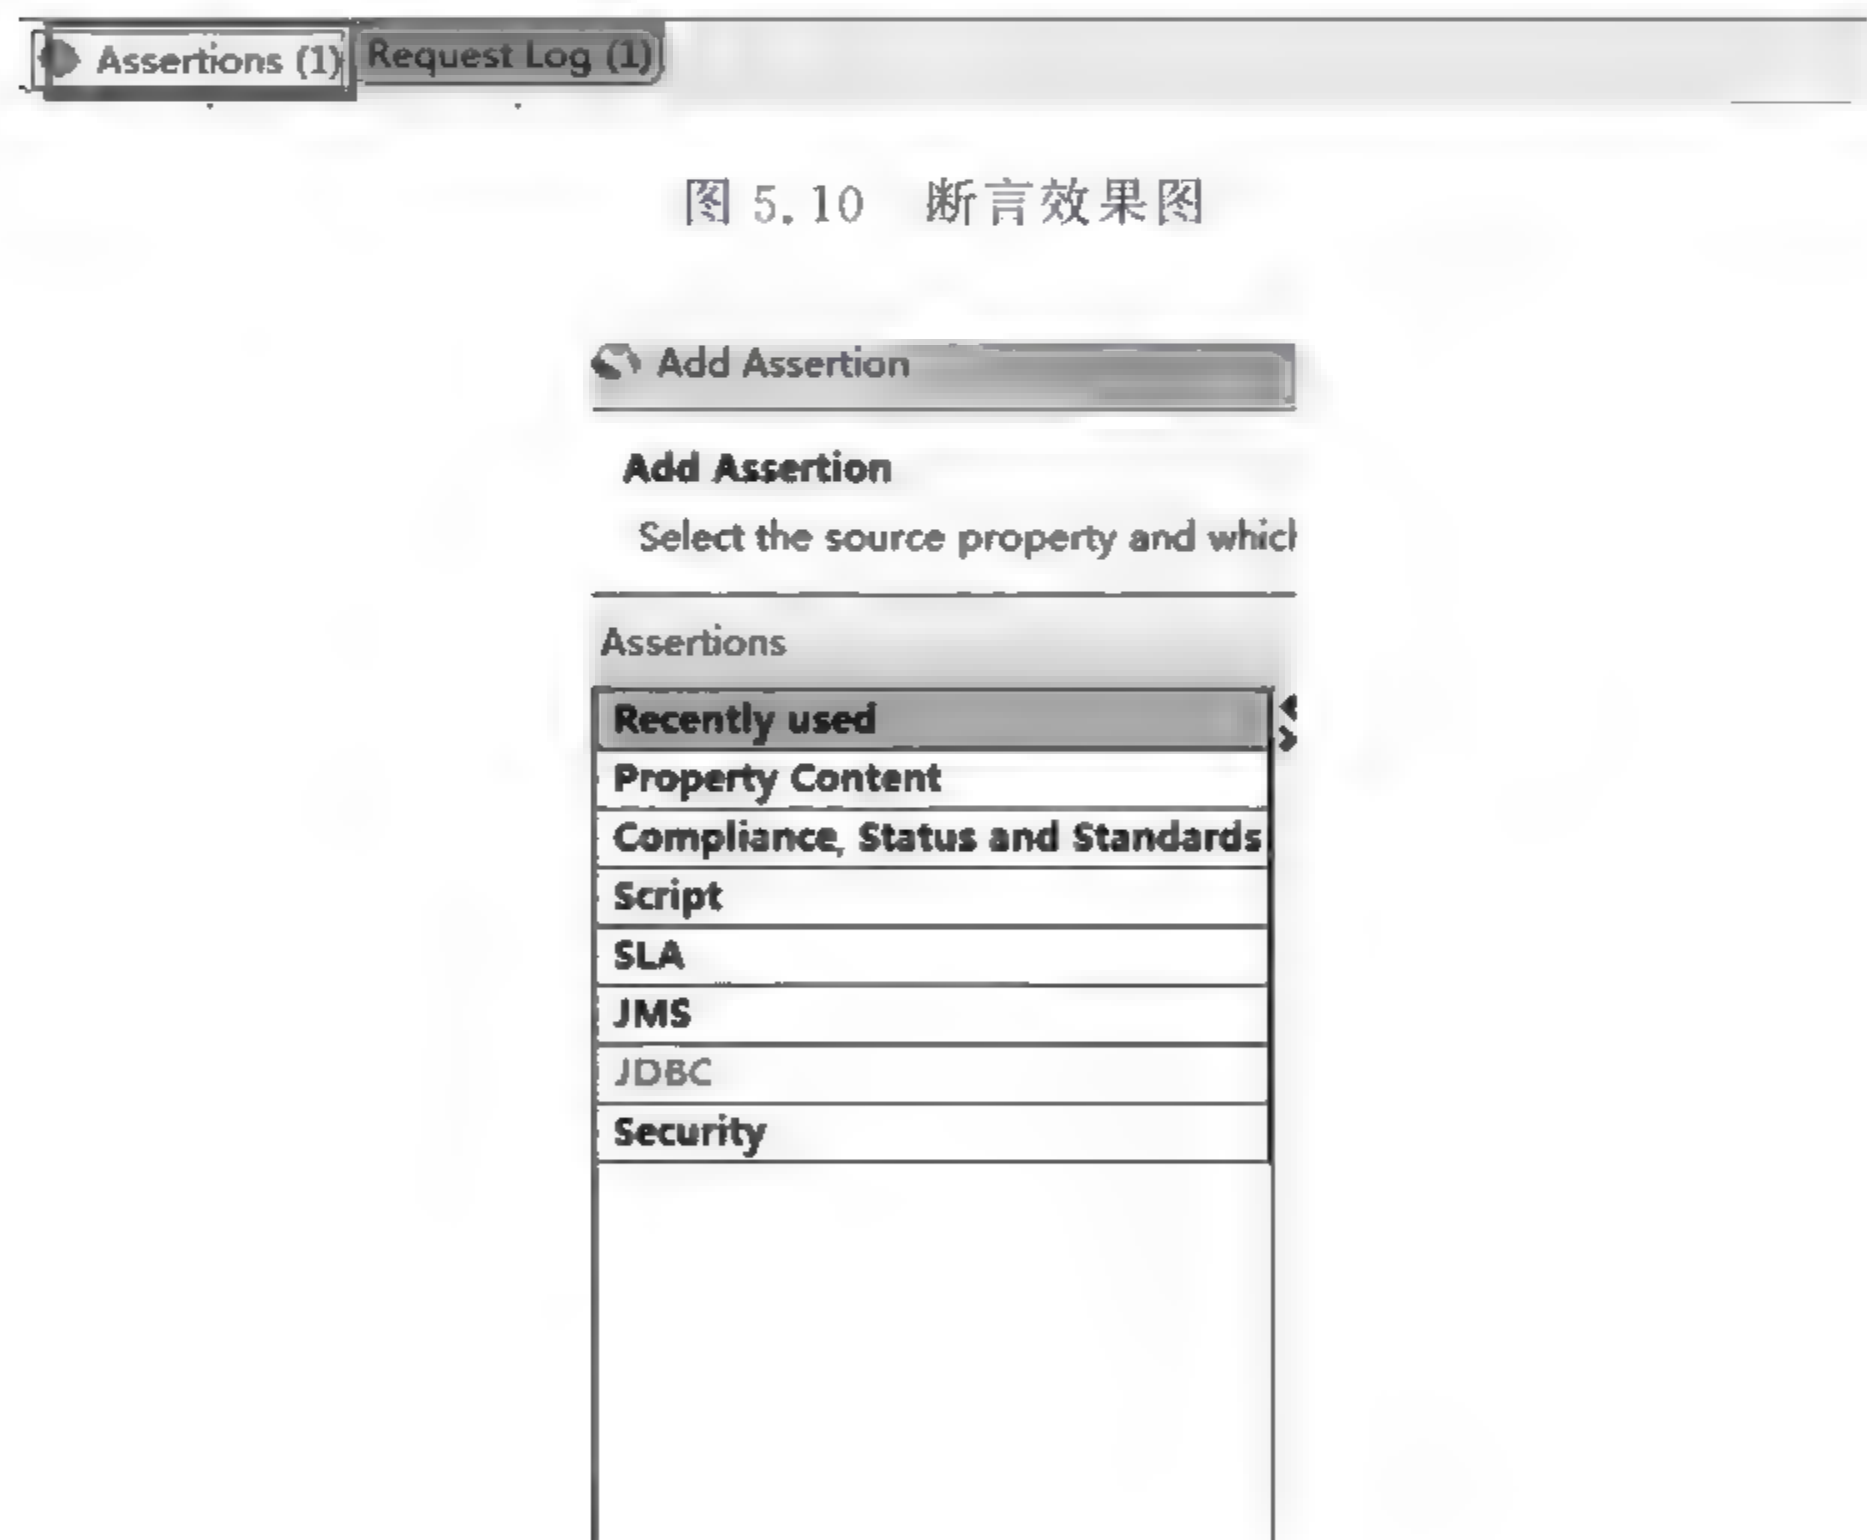 Assertions (1) Request Log (1)
图 5.10 断言效果图
Add Assertion
Add Assertion
Select the source property and which
Assertions
Recently used
Property Content
Compliance, Status and Standards
Script
SLA
JMS
JDBC
Security